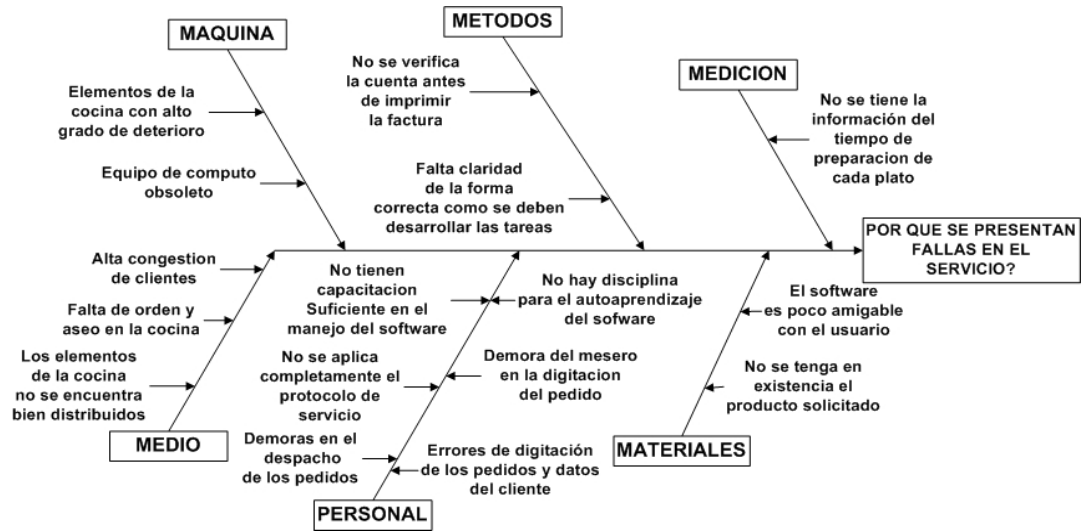 MAQUINA
Elementos de la
cocina con alto
grado de deterioro
Equipo de computo
obsoleto
METODOS
No se verifica
la cuenta antes
de imprimir
la factura
Falta claridad
de la forma
correcta como se deben
desarrollar las tareas
MEDICION
No se tiene la
información del
tiempo de
preparacion de
cada plato
POR QUE SE PRESENTAN
FALLAS EN EL
SERVICIO?
Alta congestion
de clientes
Falta de orden y
aseo en la cocina
Los elementos
de la cocina
no se encuentra
bien distribuidos
MEDIO
No tienen
capacitacion
Suficiente en el
manejo del software
No hay disciplina
para el autoaprendizaje
del sofware
No se aplica
completamente el
protocolo de
servicio
Demora del mesero
en la digitacion
del pedido
Demoras en el
despacho
de los pedidos
Errores de digitación
de los pedidos y datos
del cliente
PERSONAL
El software
es poco amigable
con el usuario
No se tenga en
existencia el
producto solicitado
MATERIALES